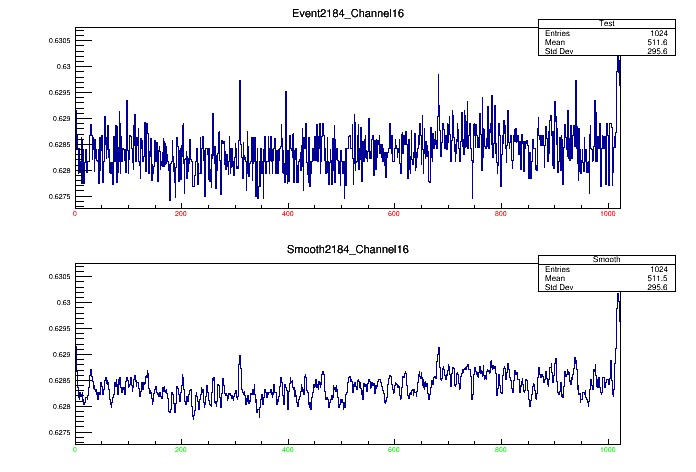 Event2184_Channel16
Test
Entries 1024
Mean 511.6
Std Dev 295.6
0.6305
0.63
0.6295
0.629
0.6285
0.628
0.6275
0 200 400 600 800 1000
Smooth2184_Channel16
Smooth
Entries 1024
Mean 511.5
Std Dev 295.6
0.6305
0.63
0.6295
0.629
0.6285
0.628
0.6275
0 200 400 600 800 1000